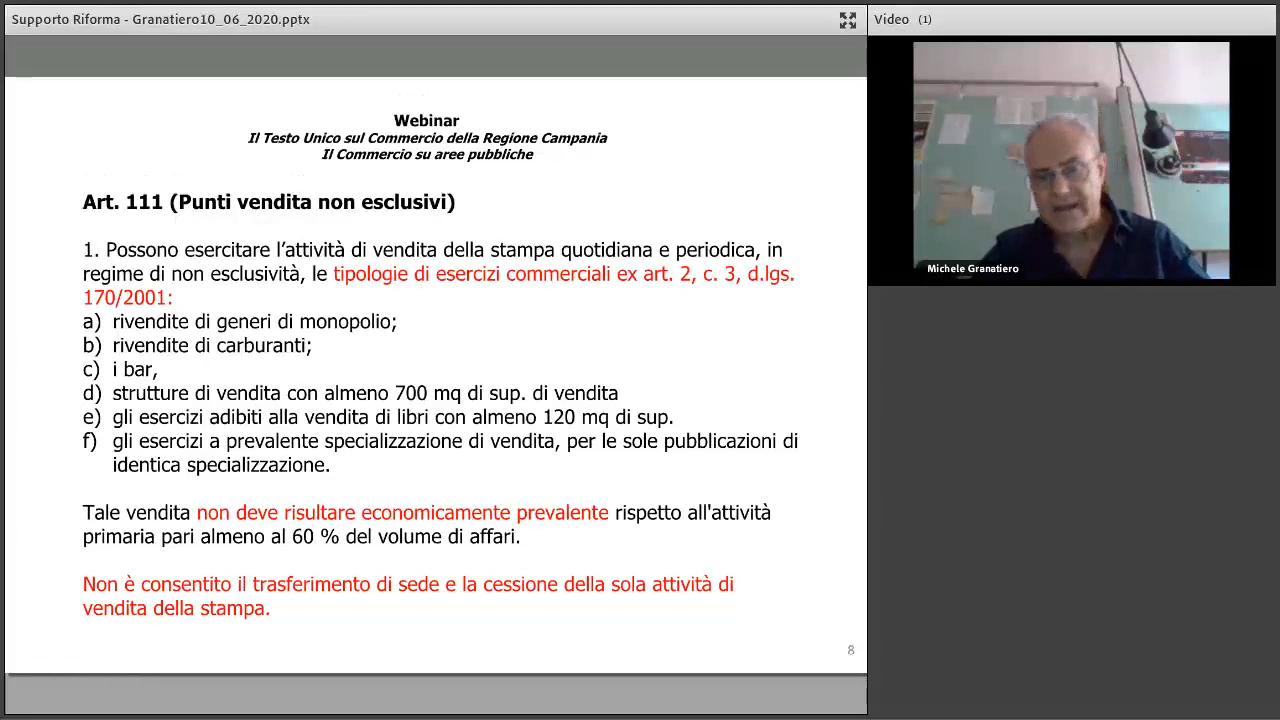 Supporto Riforma - Granatiero10_06_2020.pptx
Video (1)
Webinar
Il Testo Unico sul Commercio della Regione Campania
Il Commercio su aree pubbliche
Art. 111 (Punti vendita non esclusivi)
1. Possono esercitare l’attività di vendita della stampa quotidiana e periodica, in
regime di non esclusività, le tipologie di esercizi commerciali ex art. 2, c. 3, d.lgs.
170/2001:
a) rivendite di generi di monopolio;
b) rivendite di carburanti;
c) i bar,
d) strutture di vendita con almeno 700 mq di sup. di vendita
e) gli esercizi adibiti alla vendita di libri con almeno 120 mq di sup.
f) gli esercizi a prevalente specializzazione di vendita, per le sole pubblicazioni di
identica specializzazione.
Tale vendita non deve risultare economicamente prevalente rispetto all'attività
primaria pari almeno al 60 % del volume di affari.
Non è consentito il trasferimento di sede e la cessione della sola attività di
vendita della stampa.
8
Michele Granatiero